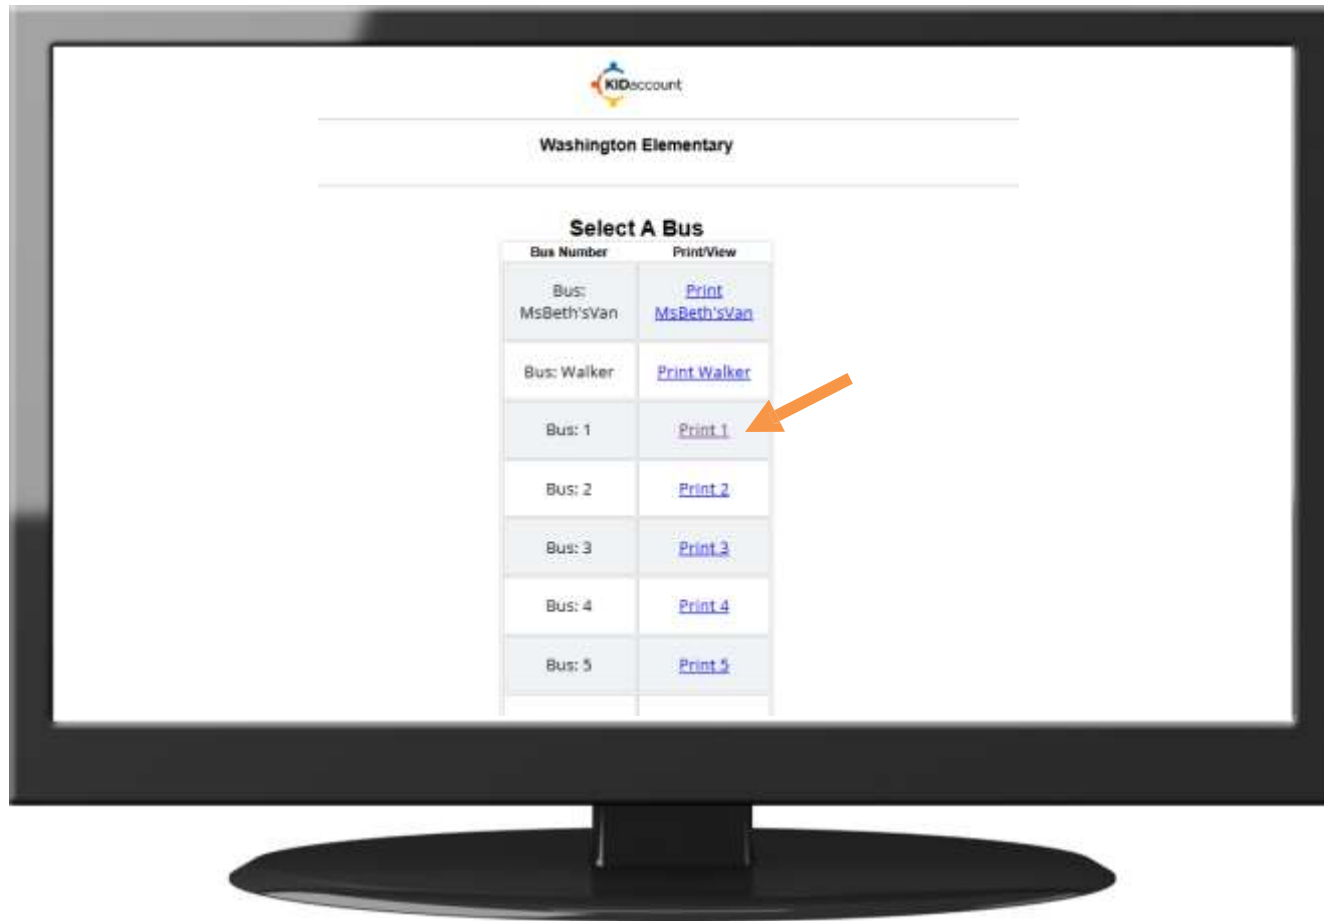 KIDaccount
Washington Elementary
Select A Bus
Bus Number Print/View
Bus: Print
MsBeth'sVan MsBeth'sVan
Bus: Walker Print Walker
Bus: 1 Print 1
Bus: 2 Print 2
Bus: 3 Print 3
Bus: 4 Print 4
Bus: 5 Print 5